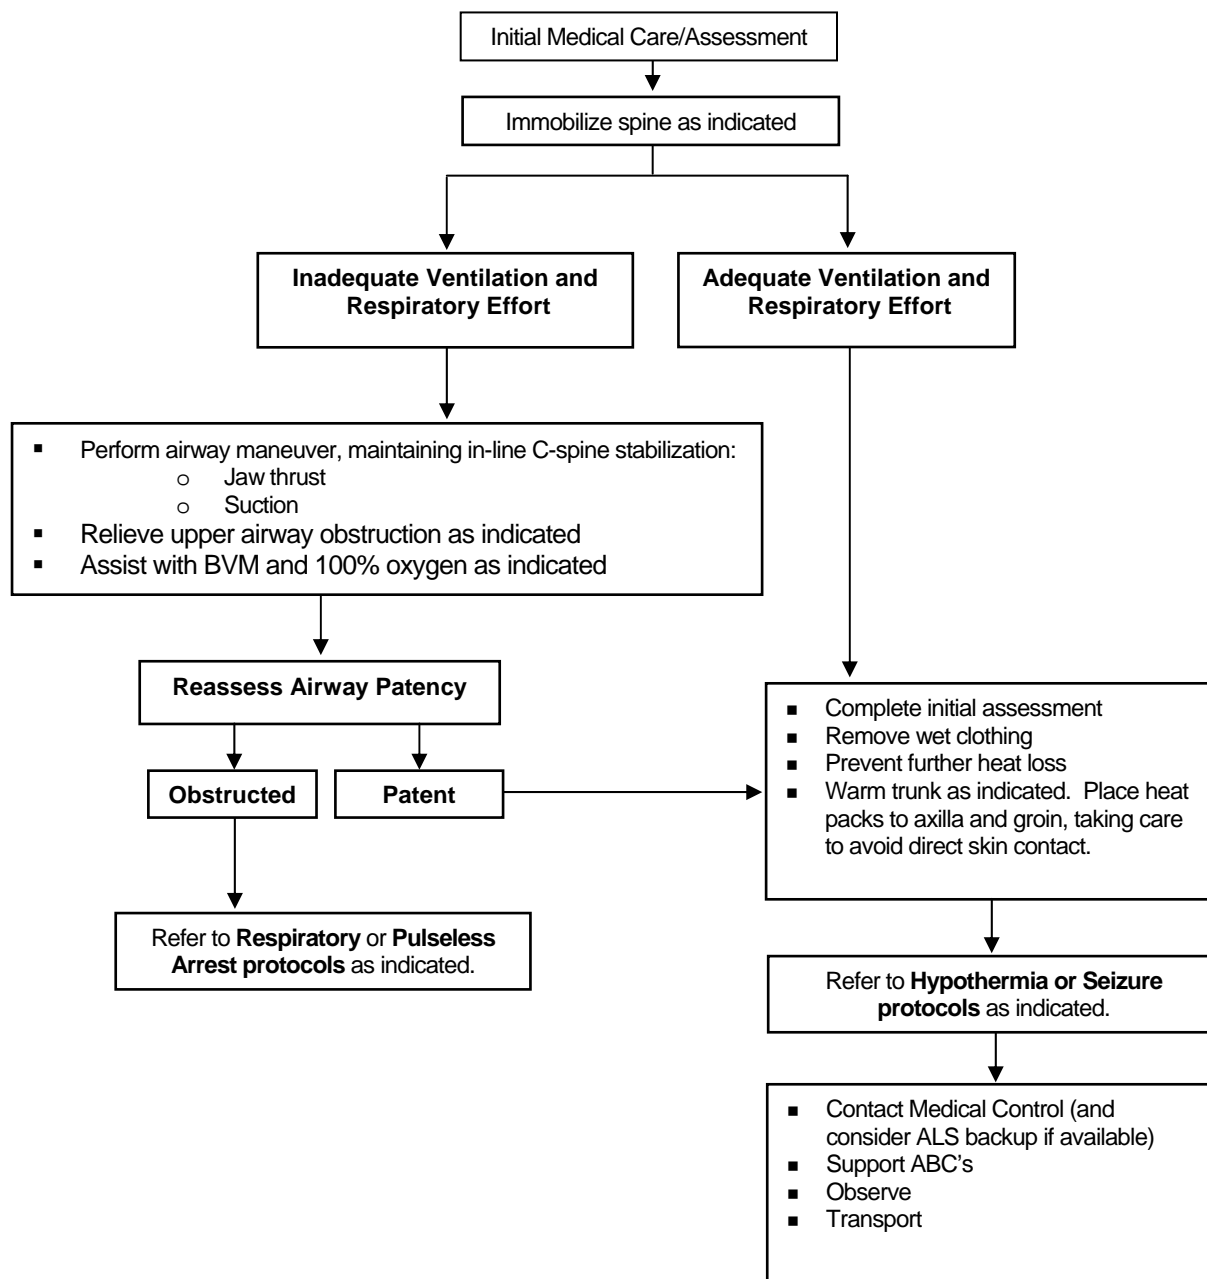 Initial Medical Care/Assessment
Immobilize spine as indicated
Inadequate Ventilation and
Respiratory Effort
Adequate Ventilation and
Respiratory Effort
▪ Perform airway maneuver, maintaining in-line C-spine stabilization:
o Jaw thrust
o Suction
▪ Relieve upper airway obstruction as indicated
▪ Assist with BVM and 100% oxygen as indicated
Reassess Airway Patency
Obstructed
Patent
Refer to Respiratory or Pulseless
Arrest protocols as indicated.
▪ Complete initial assessment
▪ Remove wet clothing
▪ Prevent further heat loss
▪ Warm trunk as indicated. Place heat
packs to axilla and groin, taking care
to avoid direct skin contact.
Refer to Hypothermia or Seizure
protocols as indicated.
▪ Contact Medical Control (and
consider ALS backup if available)
▪ Support ABC's
▪ Observe
▪ Transport